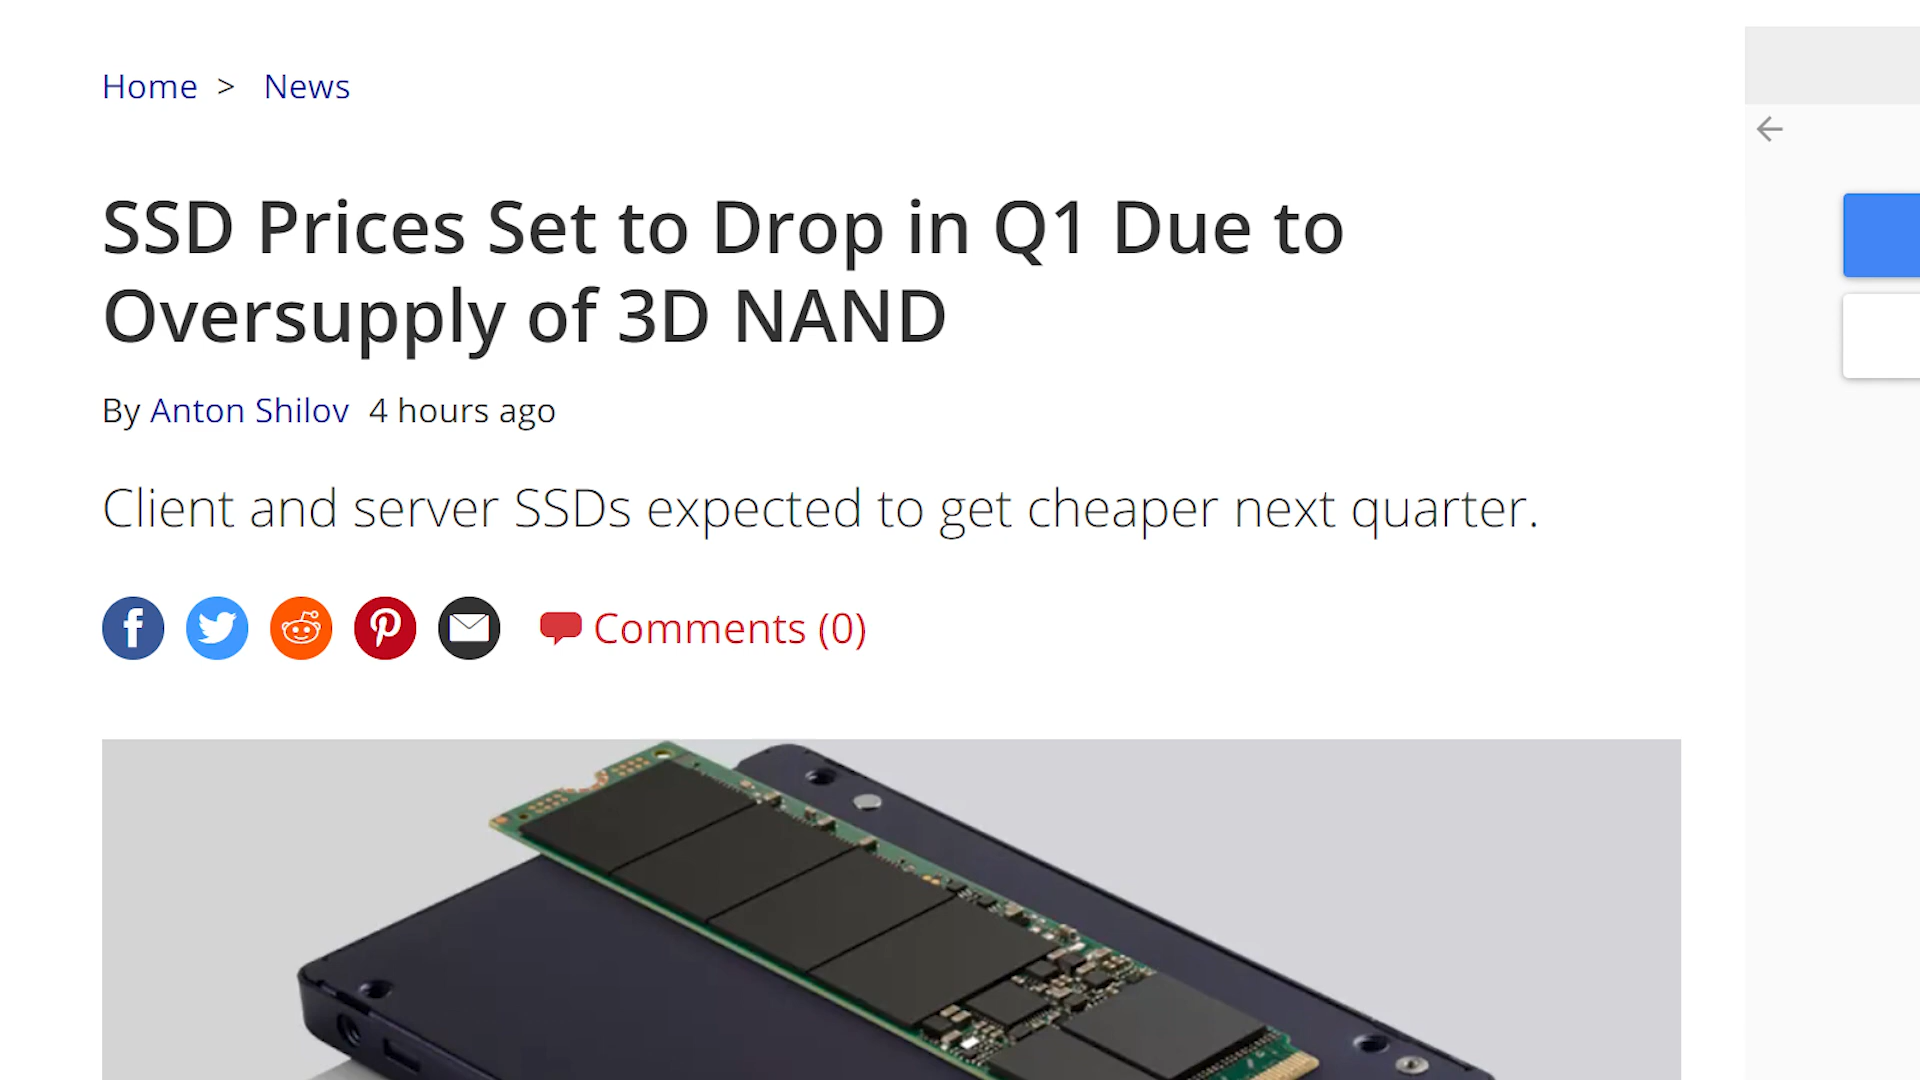 Home > News
SSD Prices Set to Drop in Q1 Due to
Oversupply of 3D NAND
By Anton Shilov 4 hours ago
Client and server SSDs expected to get cheaper next quarter.
Comments (0)